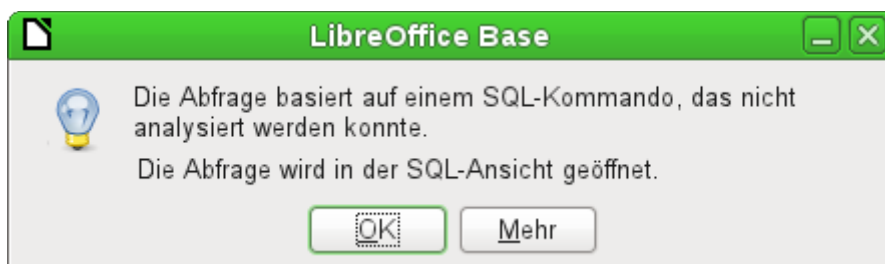 LibreOffice Base
Die Abfrage basiert auf einem SQL-Kommando, das nicht
analysiert werden konnte.
Die Abfrage wird in der SQL-Ansicht geöffnet.
OK Mehr